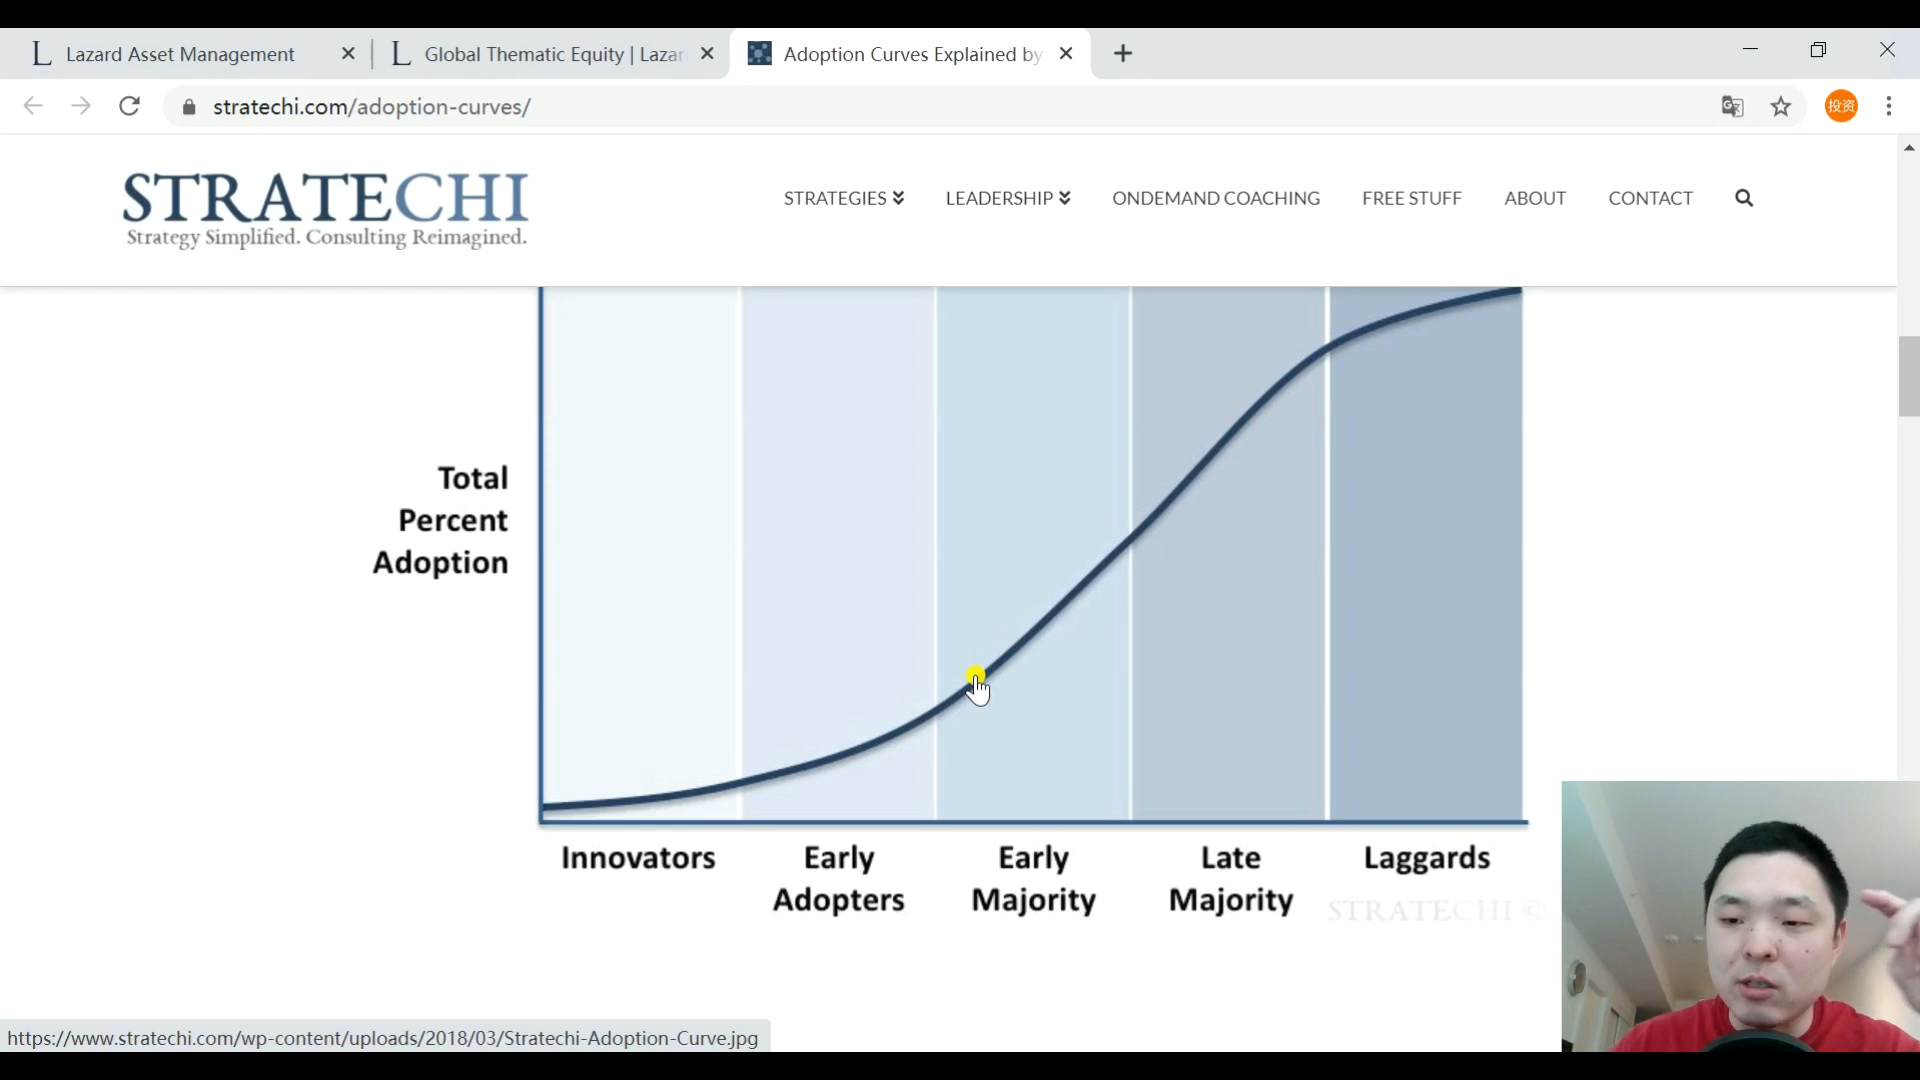 L Lazard Asset Management
L Global Thematic Equity | Lazar
Adoption Curves Explained by
stratechi.com/adoption-curves/
投资
STRATECHI
Strategy Simplified. Consulting Reimagined.
STRATEGIES
LEADERSHIP
ONDEMAND COACHING
FREE STUFF
ABOUT
CONTACT
Total
Percent
Adoption
Innovators
Early
Adopters
Early
Majority
Late
Majority
Laggards
STRATECHI ©
https://www.stratechi.com/wp-content/uploads/2018/03/Stratechi-Adoption-Curve.jpg